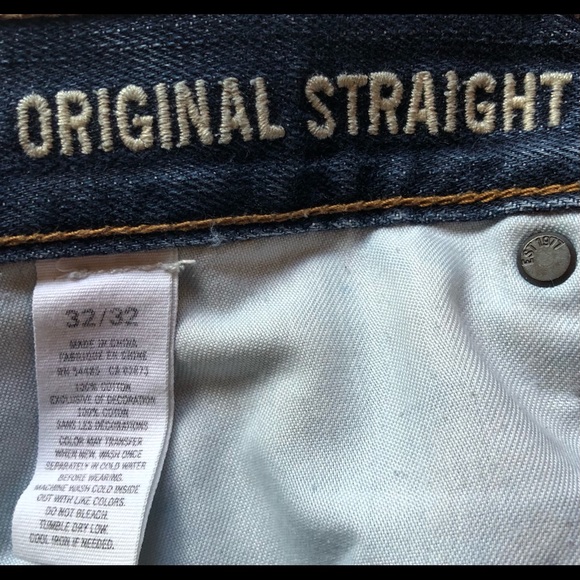 ORIGINAL STRAIGHT
EST 1977
32/32
MADE IN CHINA
FABRIQUÉ EN CHINE
RN 54485 CA 03873
100% COTTON
EXCLUSIVE OF DECORATION
100% COTON
SANS LES DÉCORATIONS
COLOR MAY TRANSFER
WHEN NEW. WASH ONCE
SEPARATELY IN COLD WATER
BEFORE WEARING.
MACHINE WASH COLD INSIDE
OUT WITH LIKE COLORS.
DO NOT BLEACH.
TUMBLE DRY LOW.
COOL IRON IF NEEDED.